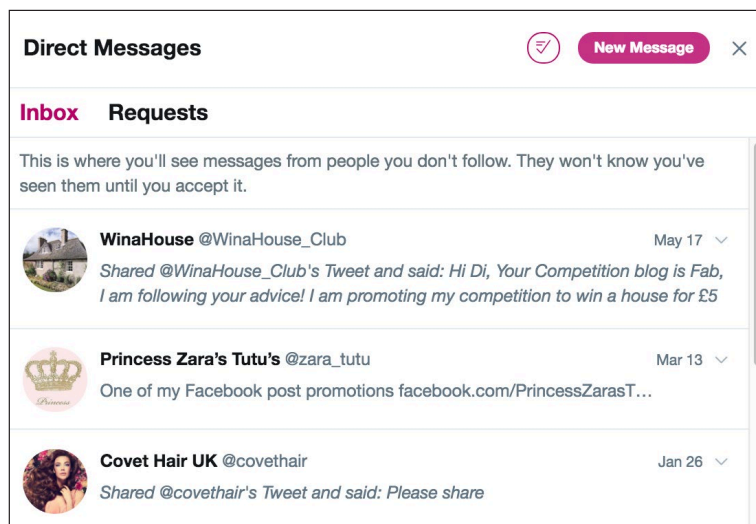 Direct Messages
New Message
Inbox Requests
This is where you'll see messages from people you don't follow. They won't know you've
seen them until you accept it.
WinaHouse @WinaHouse_Club May 17
Shared @WinaHouse_Club's Tweet and said: Hi Di, Your Competition blog is Fab,
I am following your advice! I am promoting my competition to win a house for £5
Princess Zara’s Tutu’s @zara_tutu Mar 13
One of my Facebook post promotions facebook.com/PrincessZarasT…
Princess
Covet Hair UK @covethair Jan 26
Shared @covethair's Tweet and said: Please share